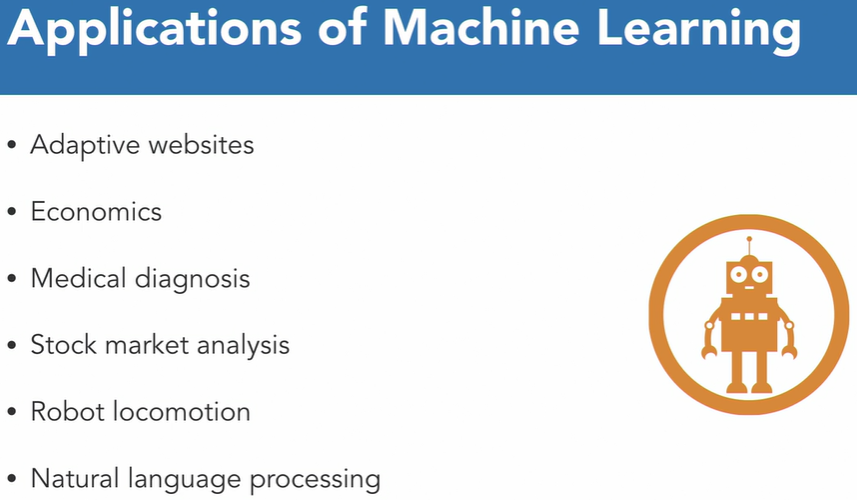 Applications of Machine Learning
• Adaptive websites
• Economics
• Medical diagnosis
• Stock market analysis
• Robot locomotion
• Natural language processing